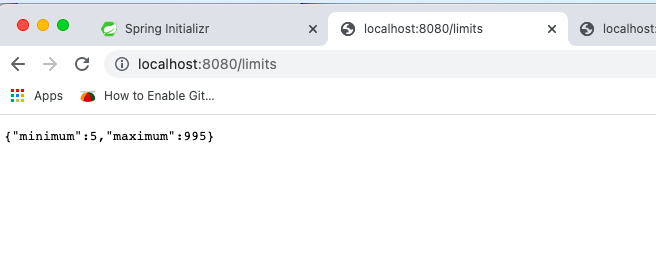 Spring Initializr
localhost:8080/limits
localhost:
localhost:8080/limits
Apps
How to Enable Git...
{"minimum":5,"maximum":995}